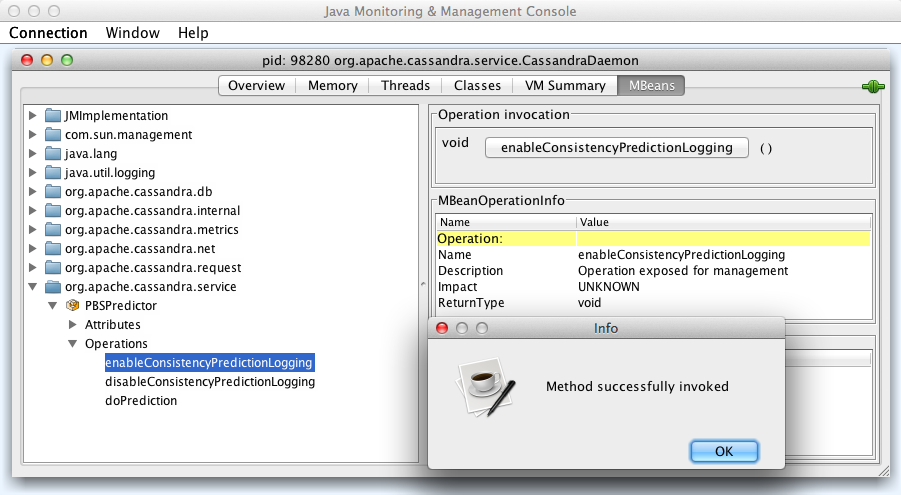 Java Monitoring & Management Console
Connection Window Help
pid: 98280 org.apache.cassandra.service.CassandraDaemon
Overview Memory Threads Classes VM Summary MBeans
JMImplementation
com.sun.management
java.lang
java.util.logging
org.apache.cassandra.db
org.apache.cassandra.internal
org.apache.cassandra.metrics
org.apache.cassandra.net
org.apache.cassandra.request
org.apache.cassandra.service
PBSPredictor
Attributes
Operations
enableConsistencyPredictionLogging
disableConsistencyPredictionLogging
doPrediction
Operation invocation
void enableConsistencyPredictionLogging ( )
MBeanOperationInfo
Name Value
Operation:
Name enableConsistencyPredictionLogging
Description Operation exposed for management
Impact UNKNOWN
ReturnType void
Info
Method successfully invoked
OK